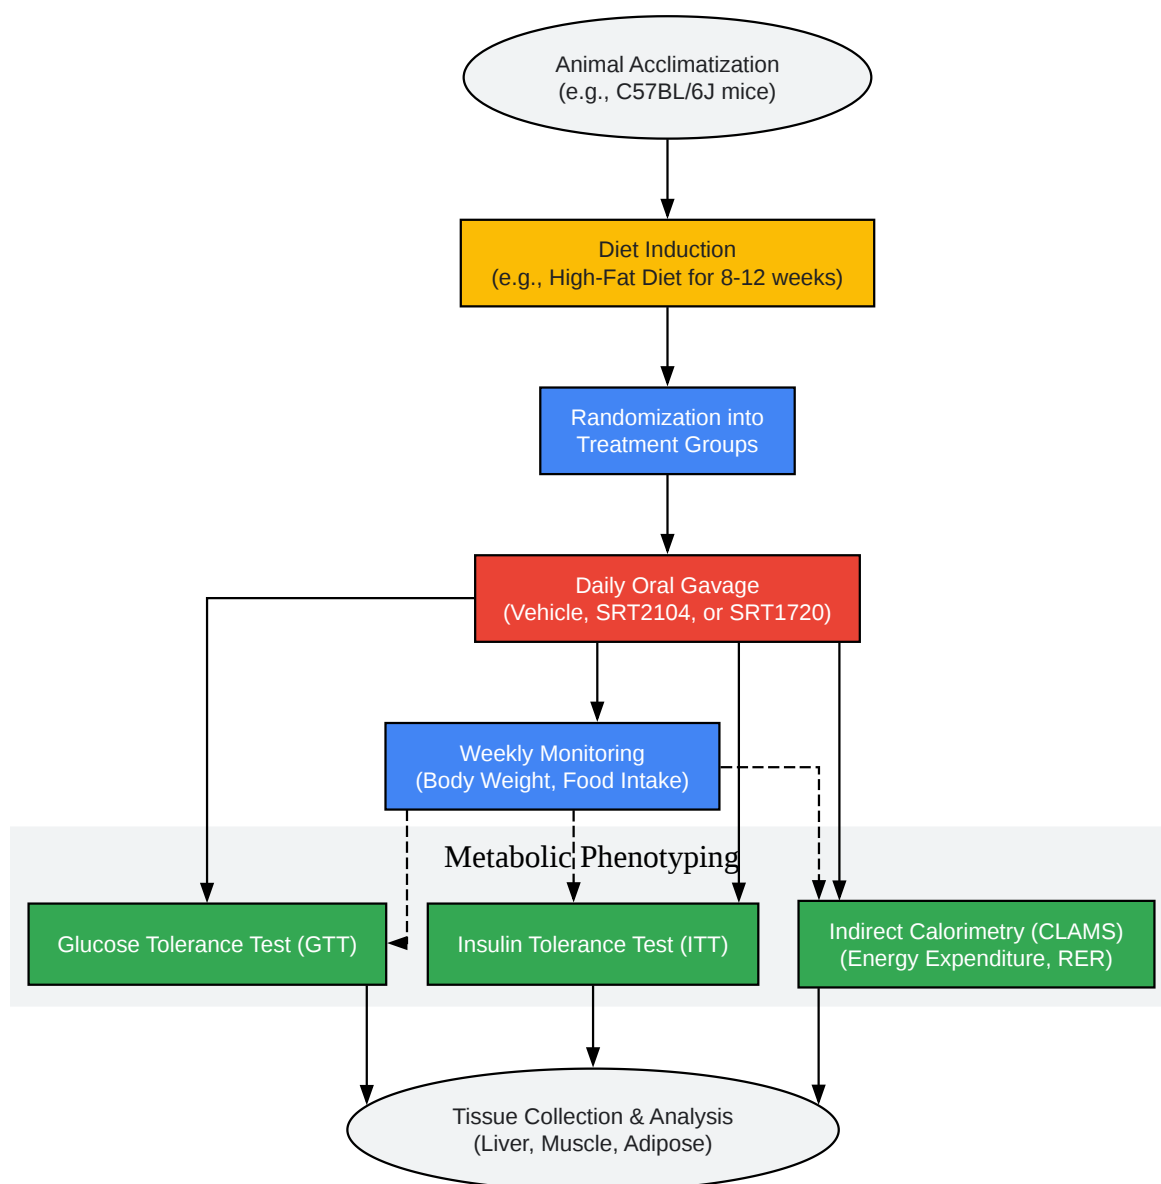 Animal Acclimatization
(e.g., C57BL/6J mice)
Diet Induction
(e.g., High-Fat Diet for 8-12 weeks)
Randomization into
Treatment Groups
Daily Oral Gavage
(Vehicle, SRT2104, or SRT1720)
Weekly Monitoring
(Body Weight, Food Intake)
Metabolic Phenotyping
Glucose Tolerance Test (GTT)
Insulin Tolerance Test (ITT)
Indirect Calorimetry (CLAMS)
(Energy Expenditure, RER)
Tissue Collection & Analysis
(Liver, Muscle, Adipose)